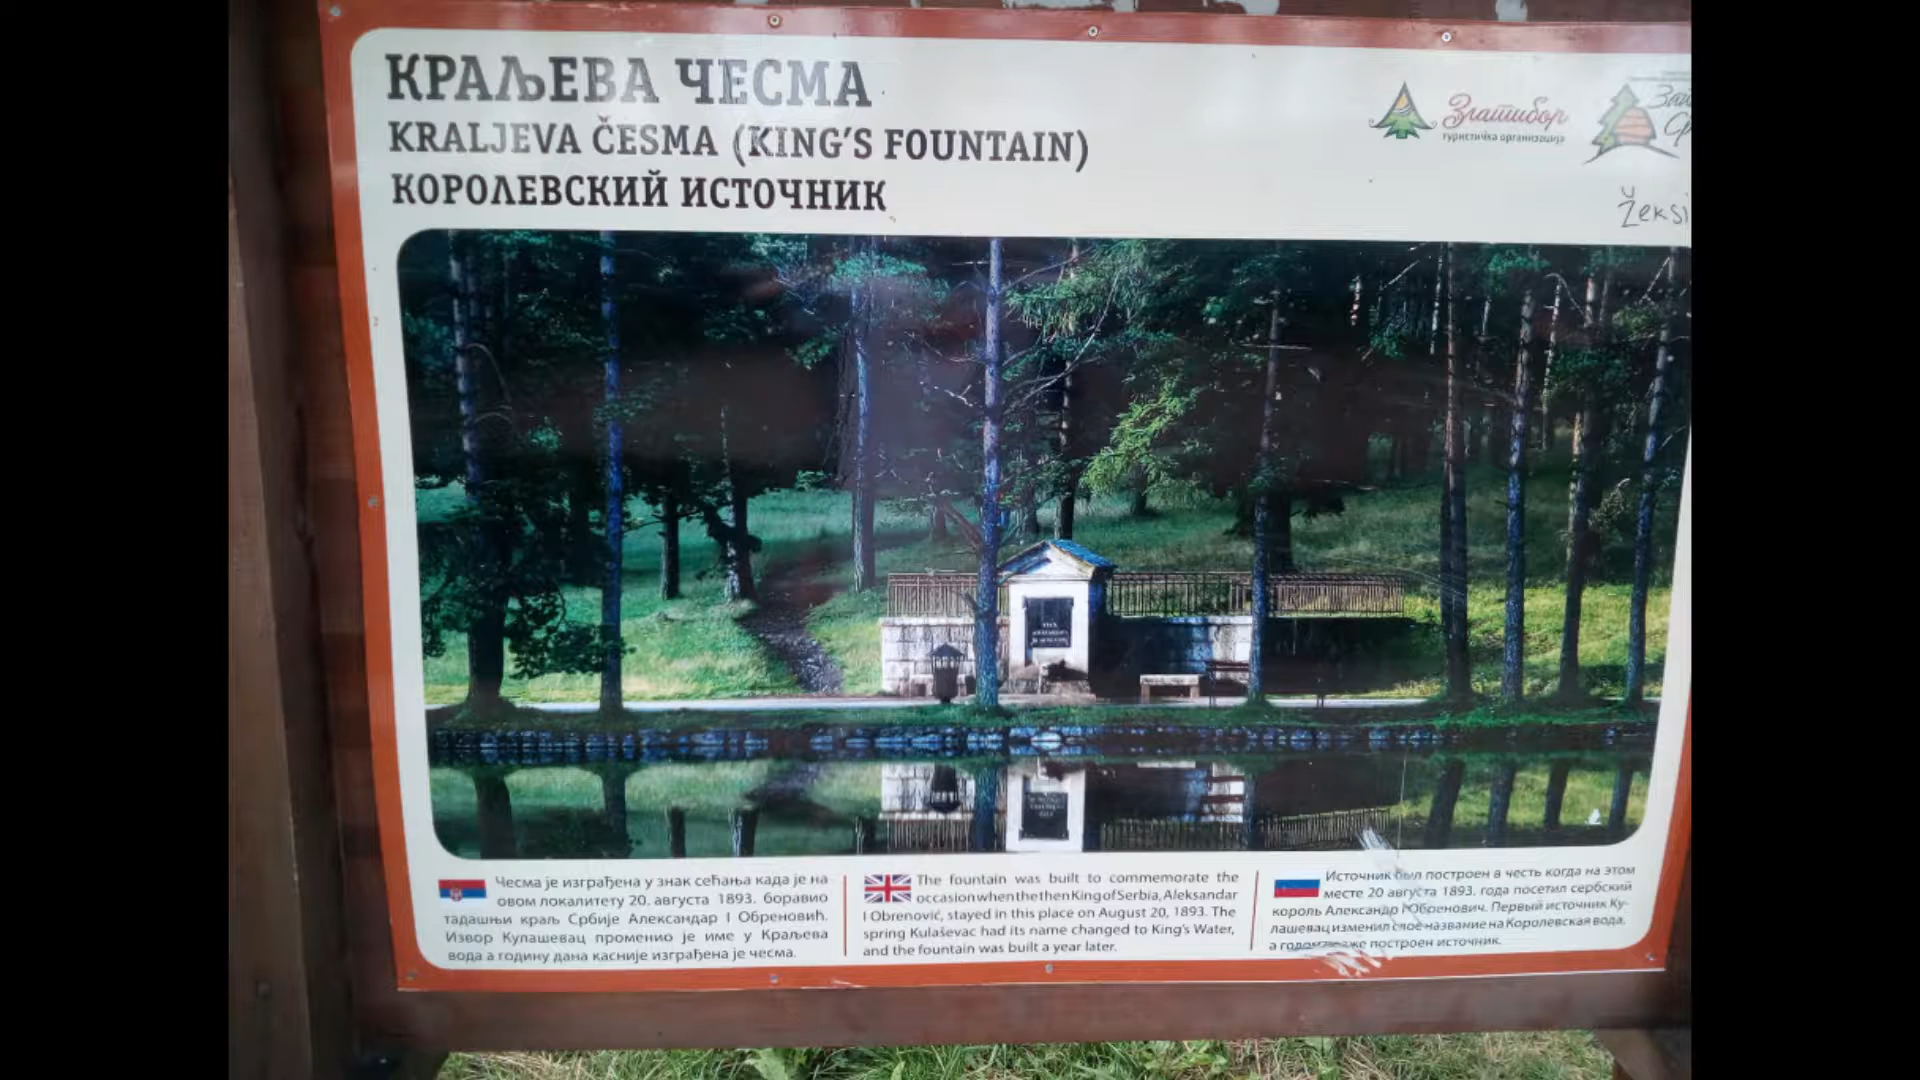 КРАЉЕВА ЧЕСМА
KRALJEVA ČESMA (KING'S FOUNTAIN)
КОРОЛЕВСКИЙ ИСТОЧНИК
Златибор
туристичка организација
Žeksi
Чесма је изграђена у знак сећања када је на
овом локалитету 20. августа 1893. боравио
тадашњи краљ Србије Александар I Обреновић.
Извор Кулашевац променио је име у Краљева
вода а годину дана касније изграђена је чесма.
The fountain was built to commemorate the
occasion when the then King of Serbia, Aleksandar
I Obrenović, stayed in this place on August 20, 1893. The
spring Kulaševac had its name changed to King's Water,
and the fountain was built a year later.
Источник был построен в честь когда на этом
месте 20 августа 1893. года посетил сербский
король Александр I Обренович. Первый источник Ку-
лашевац изменил своё название на Королевская вода,
а построен источник.